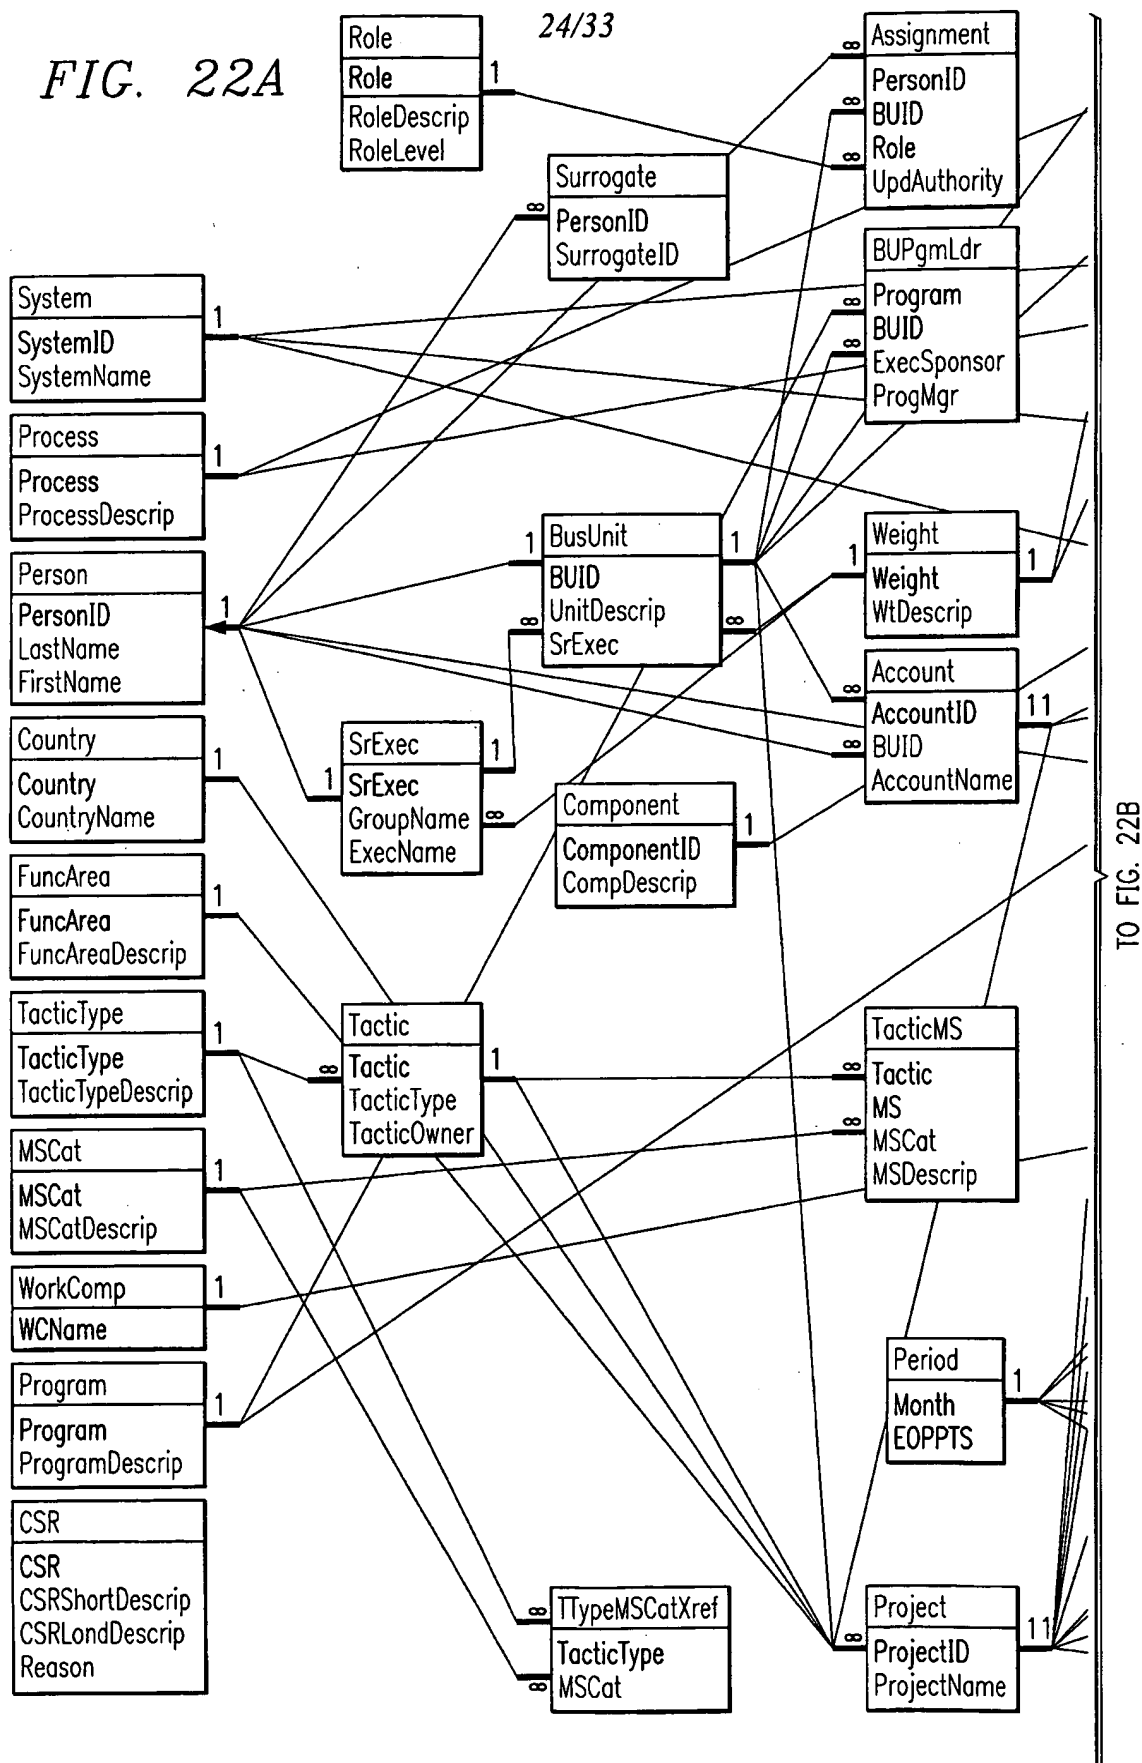 24/33
FIG. 22A
Role
Role
RoleDescrip
RoleLevel
1
Assignment
PersonID
BUID
Role
UpdAuthority
∞
∞
∞
Surrogate
PersonID
SurrogateID
∞
BUPgmLdr
Program
BUID
ExecSponsor
ProgMgr
∞
∞
System
SystemID
SystemName
1
Process
Process
ProcessDescrip
1
Person
PersonID
LastName
FirstName
1
BusUnit
BUID
UnitDescrip
SrExec
1
∞
1
∞
Weight
Weight
WtDescrip
1
1
Account
AccountID
BUID
AccountName
∞
∞
11
Country
Country
CountryName
1
SrExec
SrExec
GroupName
ExecName
1
1
∞
Component
ComponentID
CompDescrip
1
TO FIG. 22B
FuncArea
FuncArea
FuncAreaDescrip
1
TacticType
TacticType
TacticTypeDescrip
1
Tactic
Tactic
TacticType
TacticOwner
∞
1
TacticMS
Tactic
MS
MSCat
MSDescrip
∞
∞
MSCat
MSCat
MSCatDescrip
1
WorkComp
WCName
1
Program
Program
ProgramDescrip
1
Period
Month
EOPPTS
1
CSR
CSR
CSRShortDescrip
CSRLondDescrip
Reason
TTypeMSCatXref
TacticType
MSCat
∞
∞
Project
ProjectID
ProjectName
∞
11